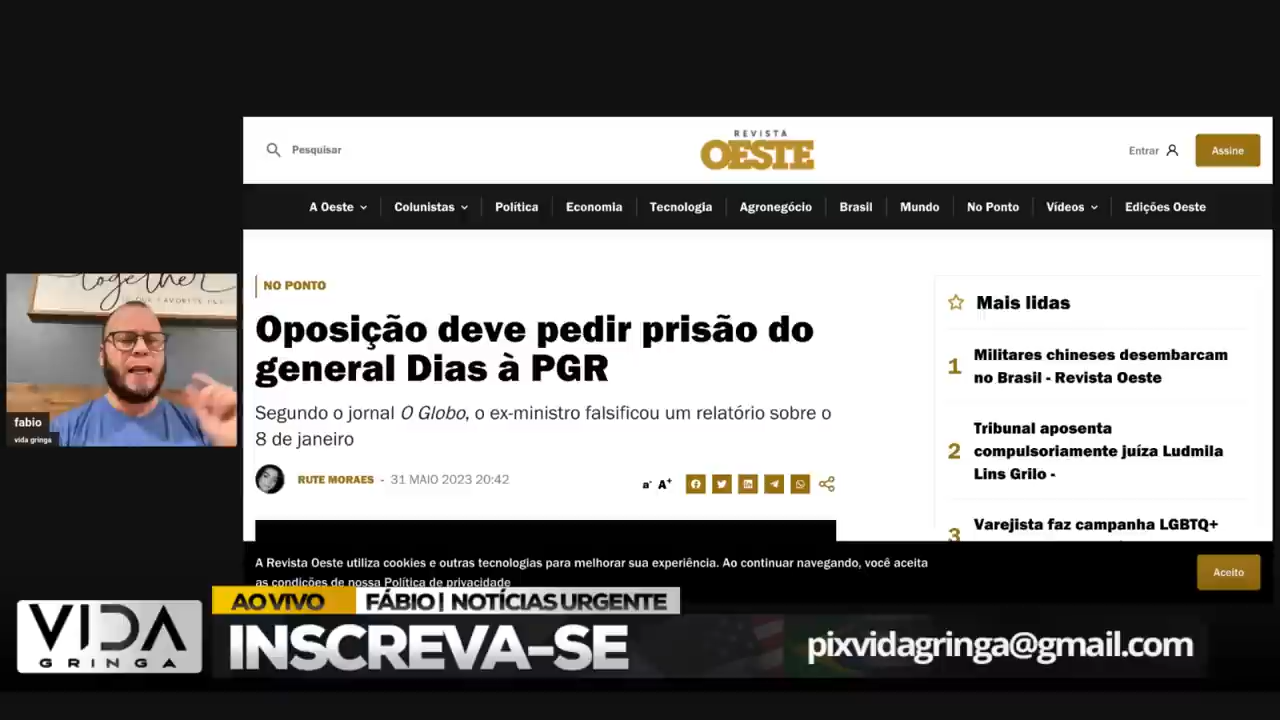 Pesquisar
REVISTA
OESTE
Entrar
Assine
A Oeste
Colunistas
Política
Economia
Tecnologia
Agronegócio
Brasil
Mundo
No Ponto
Vídeos
Edições Oeste
together
fabio
vida gringa
NO PONTO
Oposição deve pedir prisão do
general Dias à PGR
Segundo o jornal O Globo, o ex-ministro falsificou um relatório sobre o
8 de janeiro
RUTE MORAES - 31 MAIO 2023 20:42
a- A+
Mais lidas
1 Militares chineses desembarcam
no Brasil - Revista Oeste
2 Tribunal aposenta
compulsoriamente juíza Ludmila
Lins Grilo -
3 Varejista faz campanha LGBTQ+
A Revista Oeste utiliza cookies e outras tecnologias para melhorar sua experiência. Ao continuar navegando, você aceita
as condições de nossa Política de privacidade
Aceito
VIDA
GRINGA
AO VIVO
FÁBIO | NOTÍCIAS URGENTE
INSCREVA-SE
pixvidagringa@gmail.com